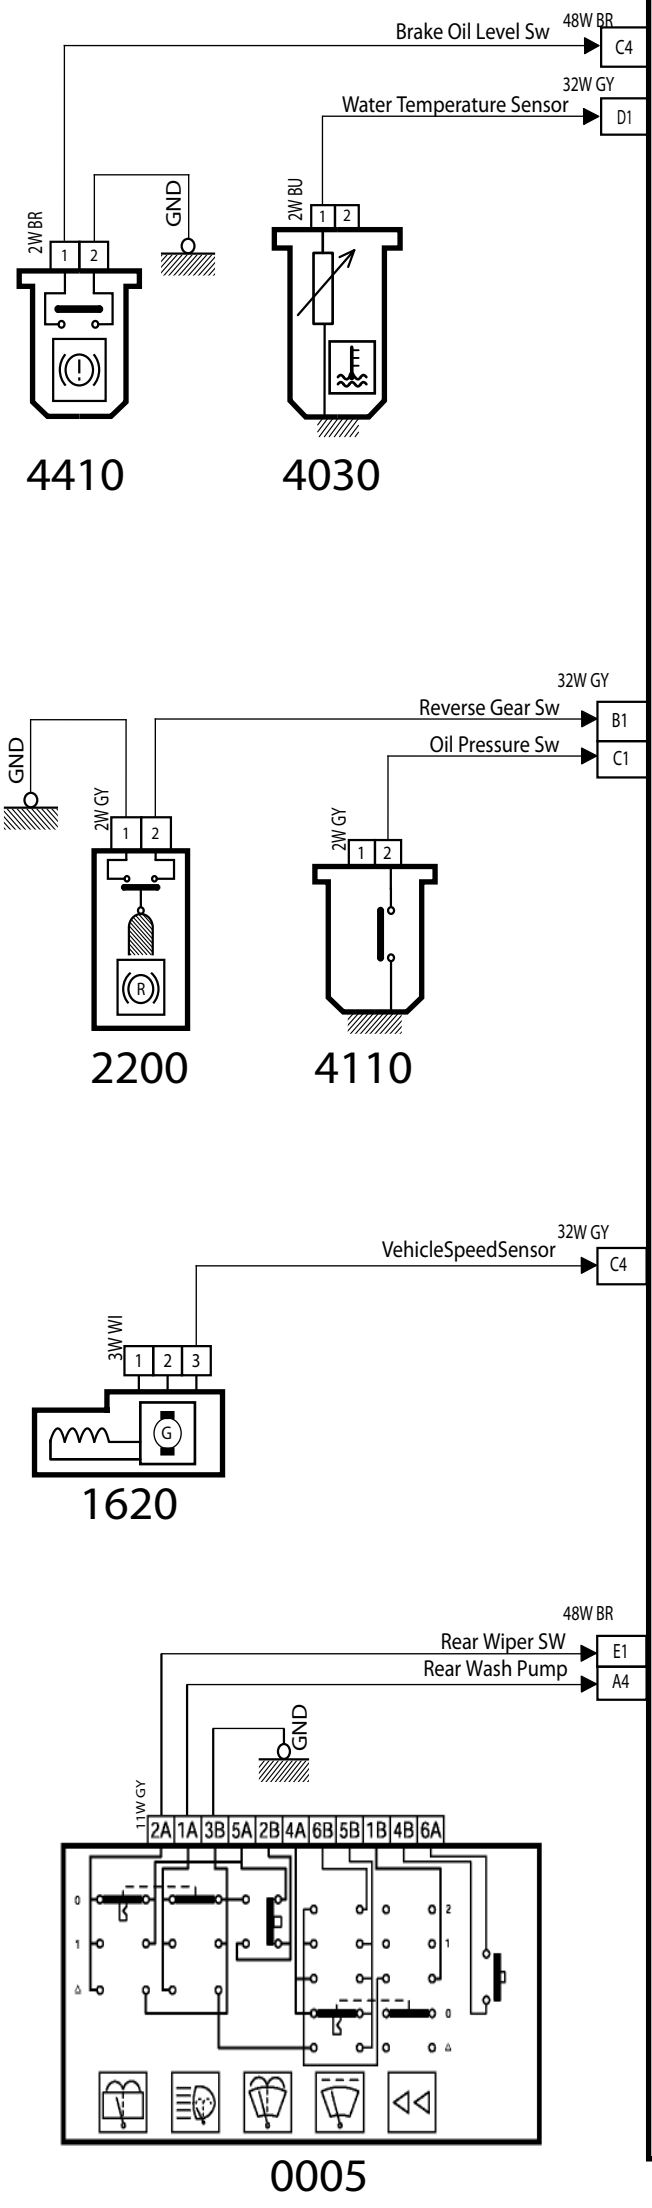 48W BR
Brake Oil Level Sw
C4
32W GY
Water Temperature Sensor
D1
GND
2W BR
1 2
2W BU
1 2
4410
4030
32W GY
Reverse Gear Sw
B1
Oil Pressure Sw
C1
GND
2W GY
1 2
2W GY
1 2
R
2200
4110
32W GY
VehicleSpeedSensor
C4
3W WI
1 2 3
G
1620
48W BR
Rear Wiper SW
E1
Rear Wash Pump
A4
GND
11W GY
2A 1A 3B 5A 2B 4A 6B 5B 1B 4B 6A
0
2
1
1
0
0005